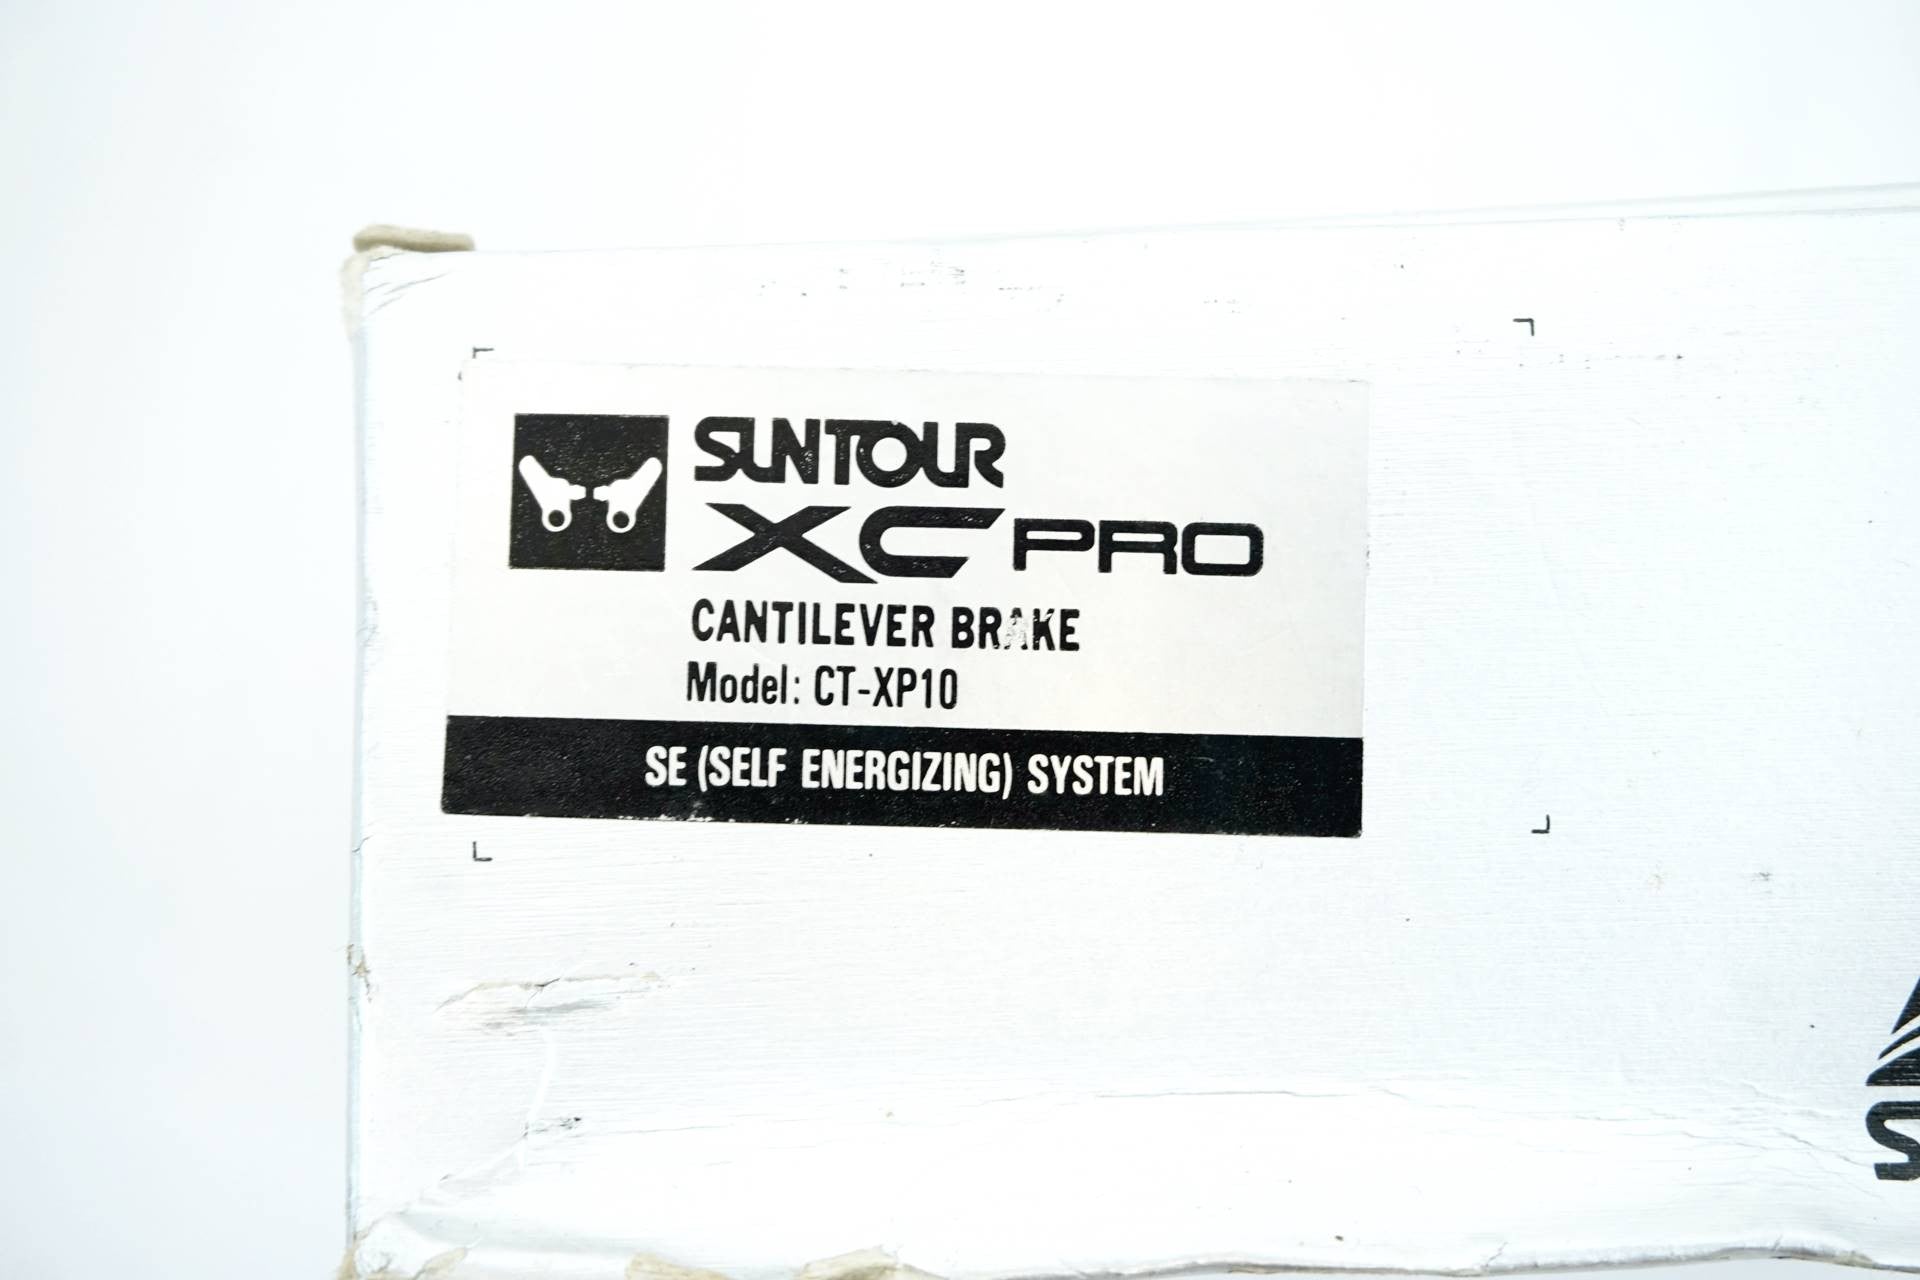 SUNTOUR
XC PRO
CANTILEVER BRAKE
Model: CT-XP10
SE (SELF ENERGIZING) SYSTEM